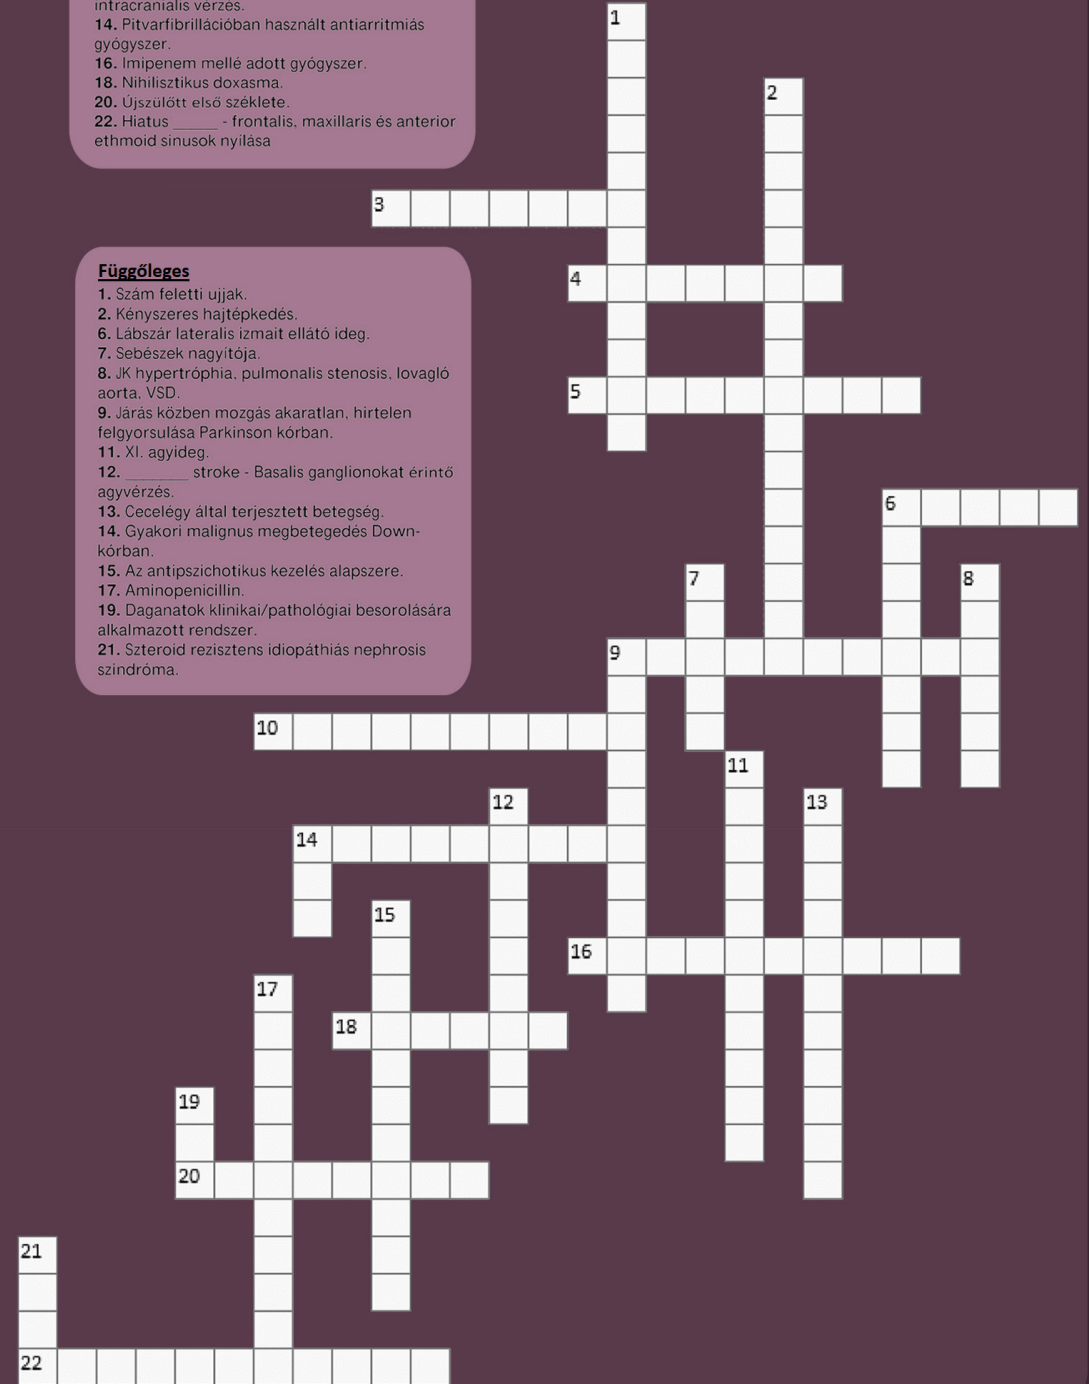 intracranialis vérzés.
14. Pitvarfibrillációban használt antiarritmiás
gyógyszer.
16. Imipenem mellé adott gyógyszer.
18. Nihilisztikus doxasma.
20. Újszülött első széklete.
22. Hiatus _____ - frontalis, maxillaris és anterior
ethmoid sinusok nyílása
Függőleges
1. Szám feletti ujjak.
2. Kényszeres hajtépkedés.
6. Lábszár lateralis izmait ellátó ideg.
7. Sebészek nagyítója.
8. JK hypertróphia, pulmonalis stenosis, lovagló
aorta, VSD.
9. Járás közben mozgás akaratlan, hirtelen
felgyorsulása Parkinson kórban.
11. XI. agyideg.
12. _______ stroke - Basalis ganglionokat érintő
agyvérzés.
13. Cecelégy által terjesztett betegség.
14. Gyakori malignus megbetegedés Down-
kórban.
15. Az antipszichotikus kezelés alapszere.
17. Aminopenicillin.
19. Daganatok klinikai/pathológiai besorolására
alkalmazott rendszer.
21. Szteroid rezisztens idiopáthiás nephrosis
szindróma.
1
2
3
4
5
6
7
8
9
10
11
12
13
14
15
16
17
18
19
20
21
22